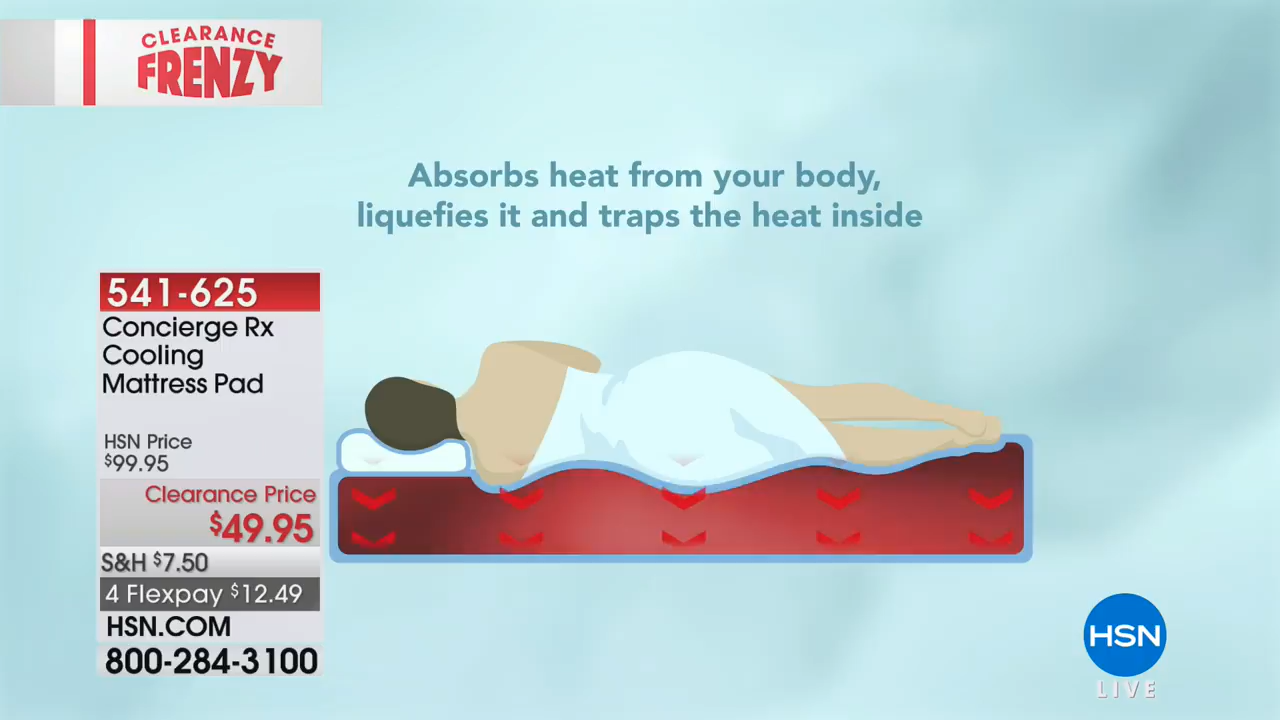 CLEARANCE
FRENZY
Absorbs heat from your body,
liquefies it and traps the heat inside
541-625
Concierge Rx
Cooling
Mattress Pad
HSN Price
$99.95
Clearance Price
$49.95
S&H $7.50
4 Flexpay $12.49
HSN.COM
800-284-3100
HSN
LIVE